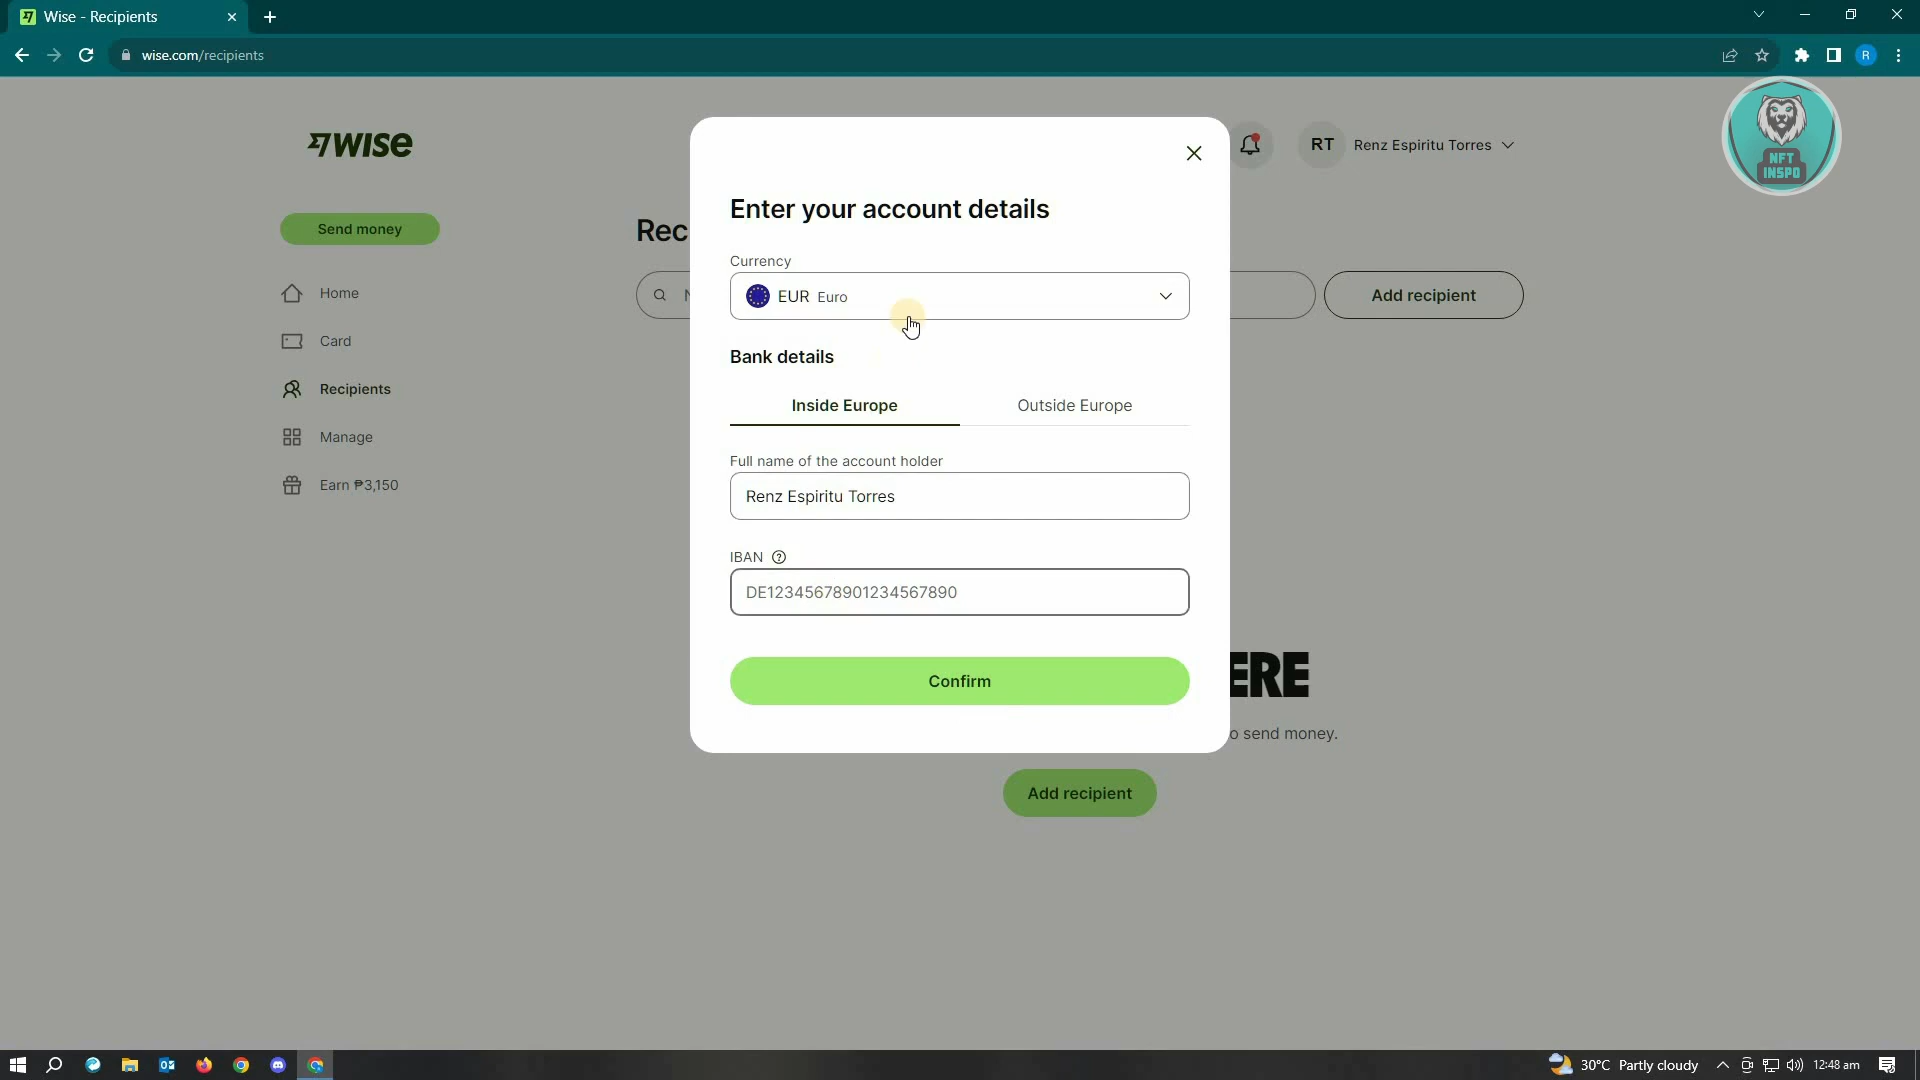 Wise - Recipients
wise.com/recipients
WISE
RT Renz Espiritu Torres
NFT
INSPO
Send money
Home
Card
Recipients
Manage
Earn ₱3,150
Rec
Add recipient
Enter your account details
Currency
EUR Euro
Bank details
Inside Europe
Outside Europe
Full name of the account holder
Renz Espiritu Torres
IBAN
DE12345678901234567890
Confirm
ERE
o send money.
Add recipient
30°C Partly cloudy
12:48 am